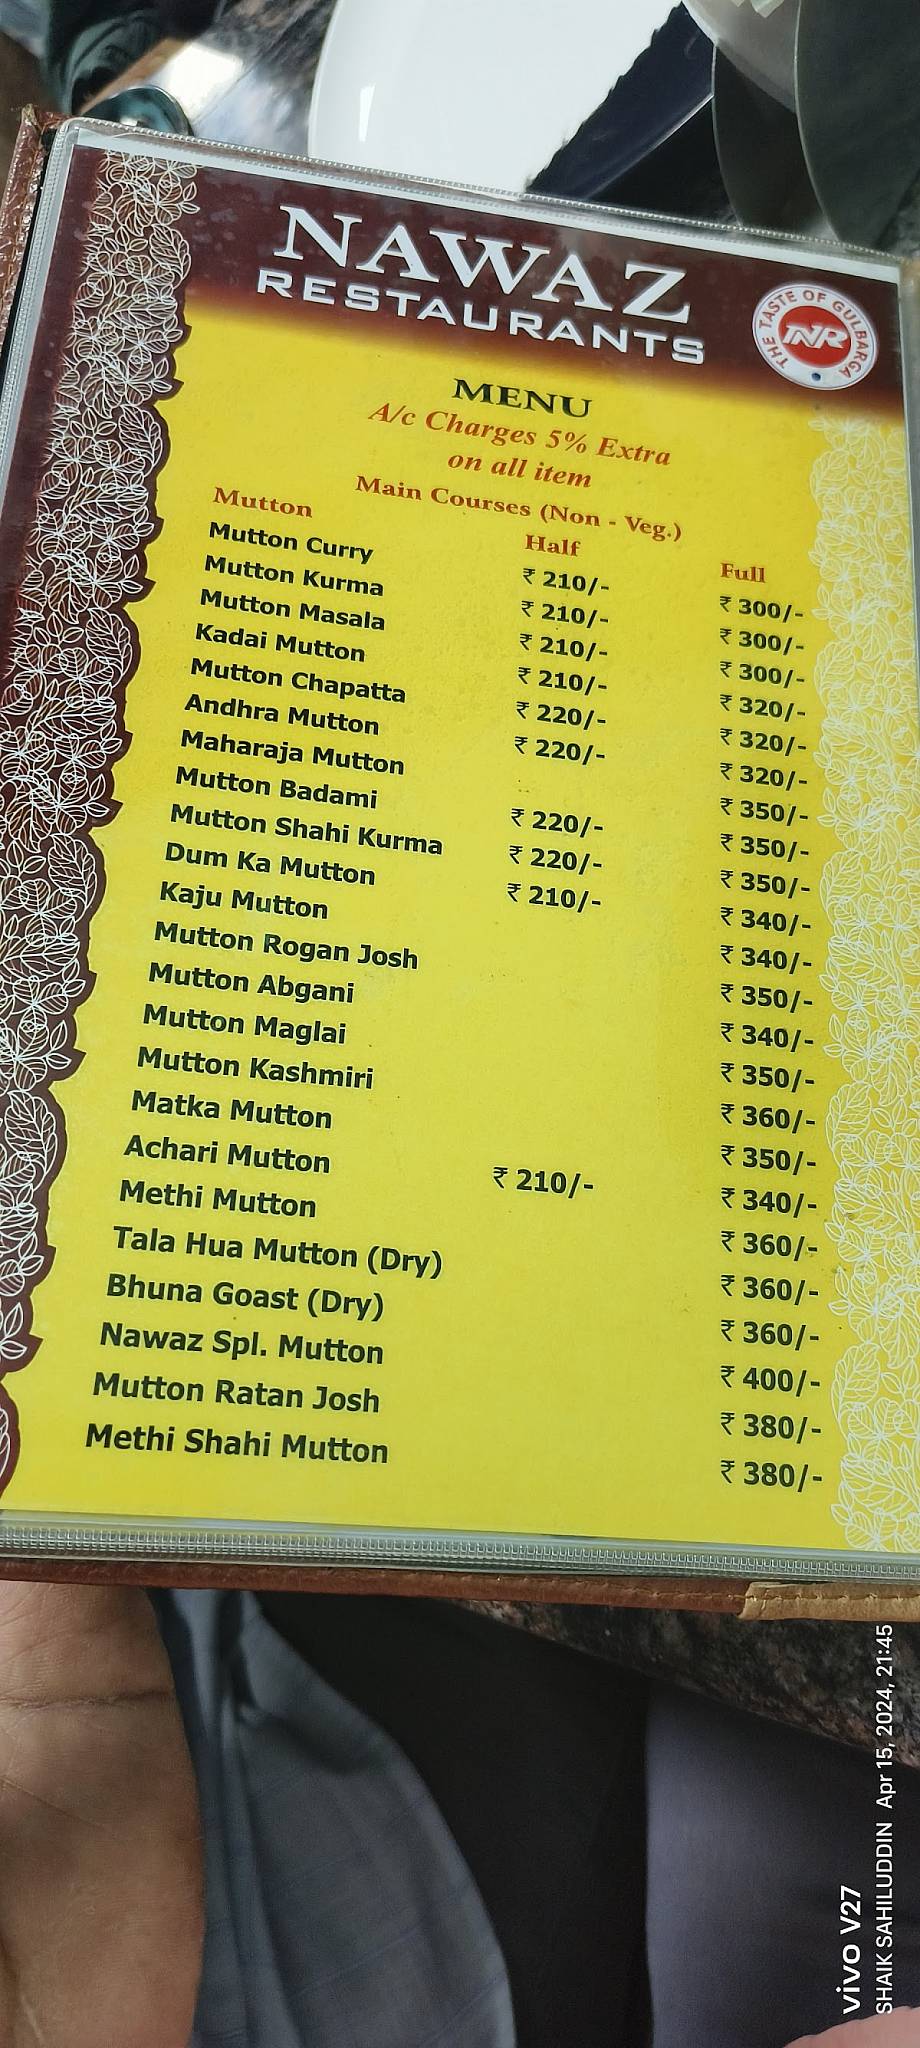 NAWAZ
RESTAURANTS
THE TASTE OF GULBARGA
NR
MENU
A/c Charges 5% Extra
on all item
Main Courses (Non - Veg.)
Mutton Half Full
Mutton Curry ₹ 210/- ₹ 300/-
Mutton Kurma ₹ 210/- ₹ 300/-
Mutton Masala ₹ 210/- ₹ 300/-
Kadai Mutton ₹ 210/- ₹ 320/-
Mutton Chapatta ₹ 220/- ₹ 320/-
Andhra Mutton ₹ 220/- ₹ 320/-
Maharaja Mutton ₹ 350/-
Mutton Badami ₹ 220/- ₹ 350/-
Mutton Shahi Kurma ₹ 220/- ₹ 350/-
Dum Ka Mutton ₹ 210/- ₹ 340/-
Kaju Mutton ₹ 340/-
Mutton Rogan Josh ₹ 350/-
Mutton Abgani ₹ 340/-
Mutton Maglai ₹ 350/-
Mutton Kashmiri ₹ 360/-
Matka Mutton ₹ 350/-
Achari Mutton ₹ 210/- ₹ 340/-
Methi Mutton ₹ 360/-
Tala Hua Mutton (Dry) ₹ 360/-
Bhuna Goast (Dry) ₹ 360/-
Nawaz Spl. Mutton ₹ 400/-
Mutton Ratan Josh ₹ 380/-
Methi Shahi Mutton ₹ 380/-
vivo V27
SHAIK SAHILUDDIN Apr 15, 2024, 21:45